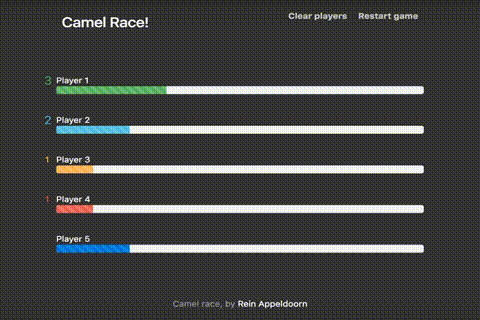 Camel Race!
Clear players Restart game
3 Player 1
2 Player 2
1 Player 3
1 Player 4
Player 5
Camel race, by Rein Appeldoorn